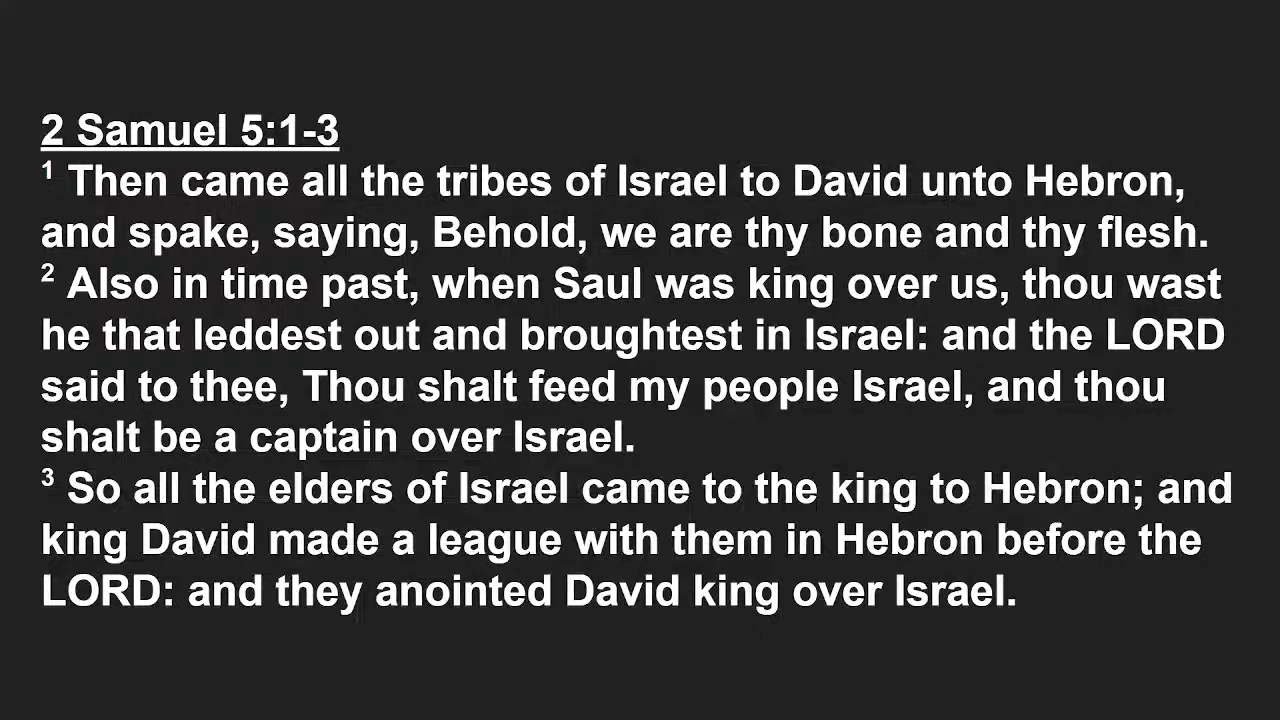 2 Samuel 5:1-3
1 Then came all the tribes of Israel to David unto Hebron,
and spake, saying, Behold, we are thy bone and thy flesh.
2 Also in time past, when Saul was king over us, thou wast
he that leddest out and broughtest in Israel: and the LORD
said to thee, Thou shalt feed my people Israel, and thou
shalt be a captain over Israel.
3 So all the elders of Israel came to the king to Hebron; and
king David made a league with them in Hebron before the
LORD: and they anointed David king over Israel.